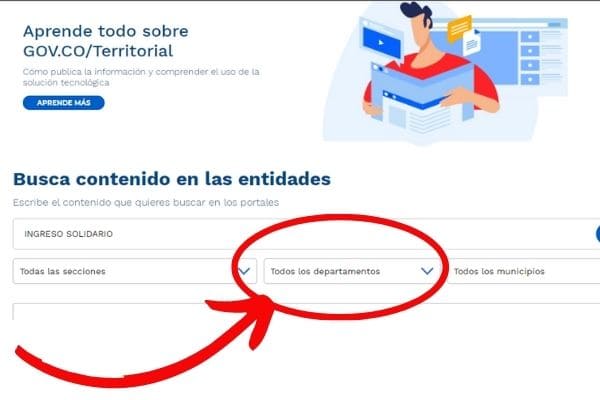 Aprende todo sobre
GOV.CO/Territorial
Cómo publica la información y comprender el uso de la
solución tecnológica
APRENDE MÁS
Busca contenido en las entidades
Escribe el contenido que quieres buscar en los portales
INGRESO SOLIDARIO
Todas las secciones
Todos los departamentos
Todos los municipios